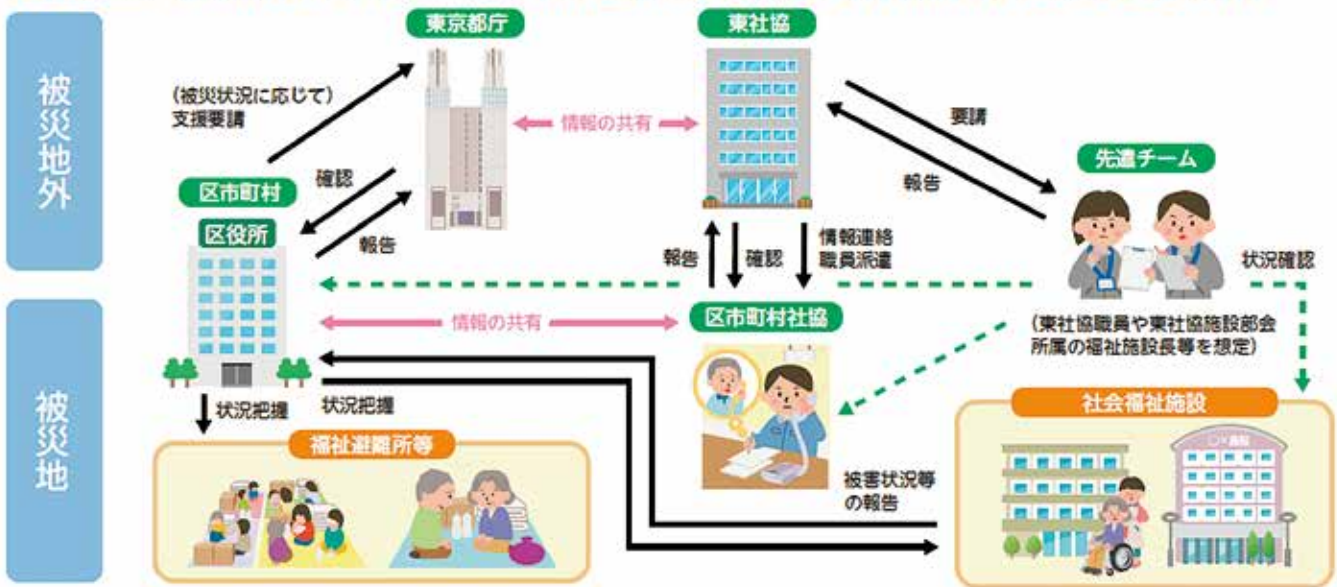 被災地外
被災地
東京都庁
東社協
(被災状況に応じて)
支援要請
情報の共有
要請
報告
先遣チーム
区市町村
区役所
確認
報告
報告
確認
情報連絡
職員派遣
状況確認
情報の共有
区市町村社協
(東社協職員や東社協施設部会
所属の福祉施設長等を想定)
状況把握
状況把握
福祉避難所等
社会福祉施設
被害状況等
の報告